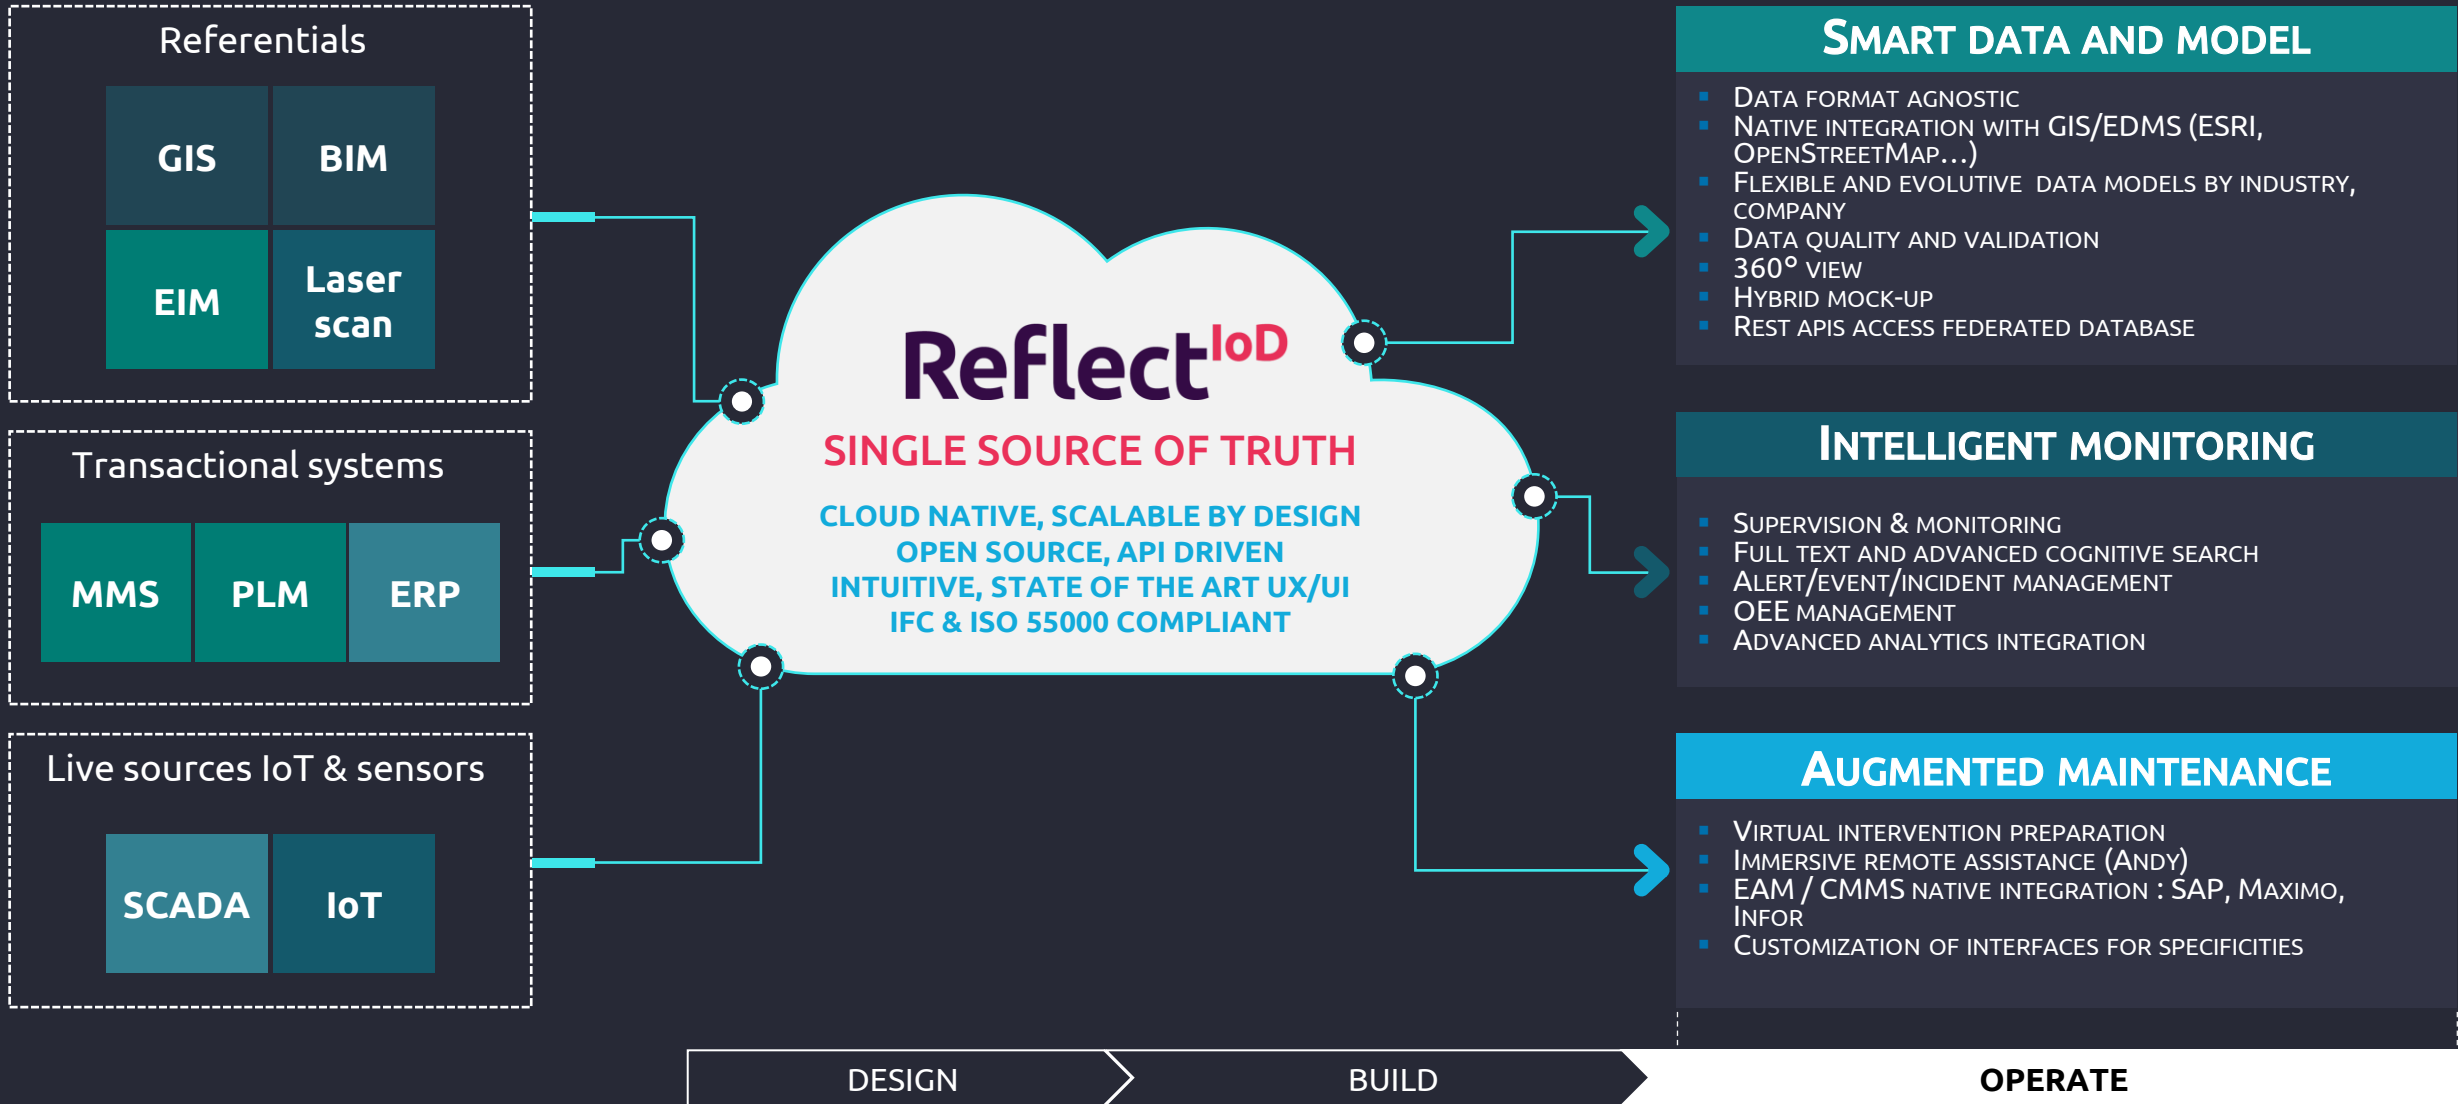 Referentials
GIS
BIM
EIM
Laser
scan
Transactional systems
MMS
PLM
ERP
Live sources IoT & sensors
SCADA
IoT
ReflectIoD
SINGLE SOURCE OF TRUTH
CLOUD NATIVE, SCALABLE BY DESIGN
OPEN SOURCE, API DRIVEN
INTUITIVE, STATE OF THE ART UX/UI
IFC & ISO 55000 COMPLIANT
SMART DATA AND MODEL
DATA FORMAT AGNOSTIC
NATIVE INTEGRATION WITH GIS/EDMS (ESRI,
OPENSTREETMAP...)
FLEXIBLE AND EVOLUTIVE DATA MODELS BY INDUSTRY,
COMPANY
DATA QUALITY AND VALIDATION
360° VIEW
HYBRID MOCK-UP
REST APIS ACCESS FEDERATED DATABASE
INTELLIGENT MONITORING
SUPERVISION & MONITORING
FULL TEXT AND ADVANCED COGNITIVE SEARCH
ALERT/EVENT/INCIDENT MANAGEMENT
OEE MANAGEMENT
ADVANCED ANALYTICS INTEGRATION
AUGMENTED MAINTENANCE
VIRTUAL INTERVENTION PREPARATION
IMMERSIVE REMOTE ASSISTANCE (ANDY)
EAM / CMMS NATIVE INTEGRATION : SAP, MAXIMO,
INFOR
CUSTOMIZATION OF INTERFACES FOR SPECIFICITIES
DESIGN
BUILD
OPERATE